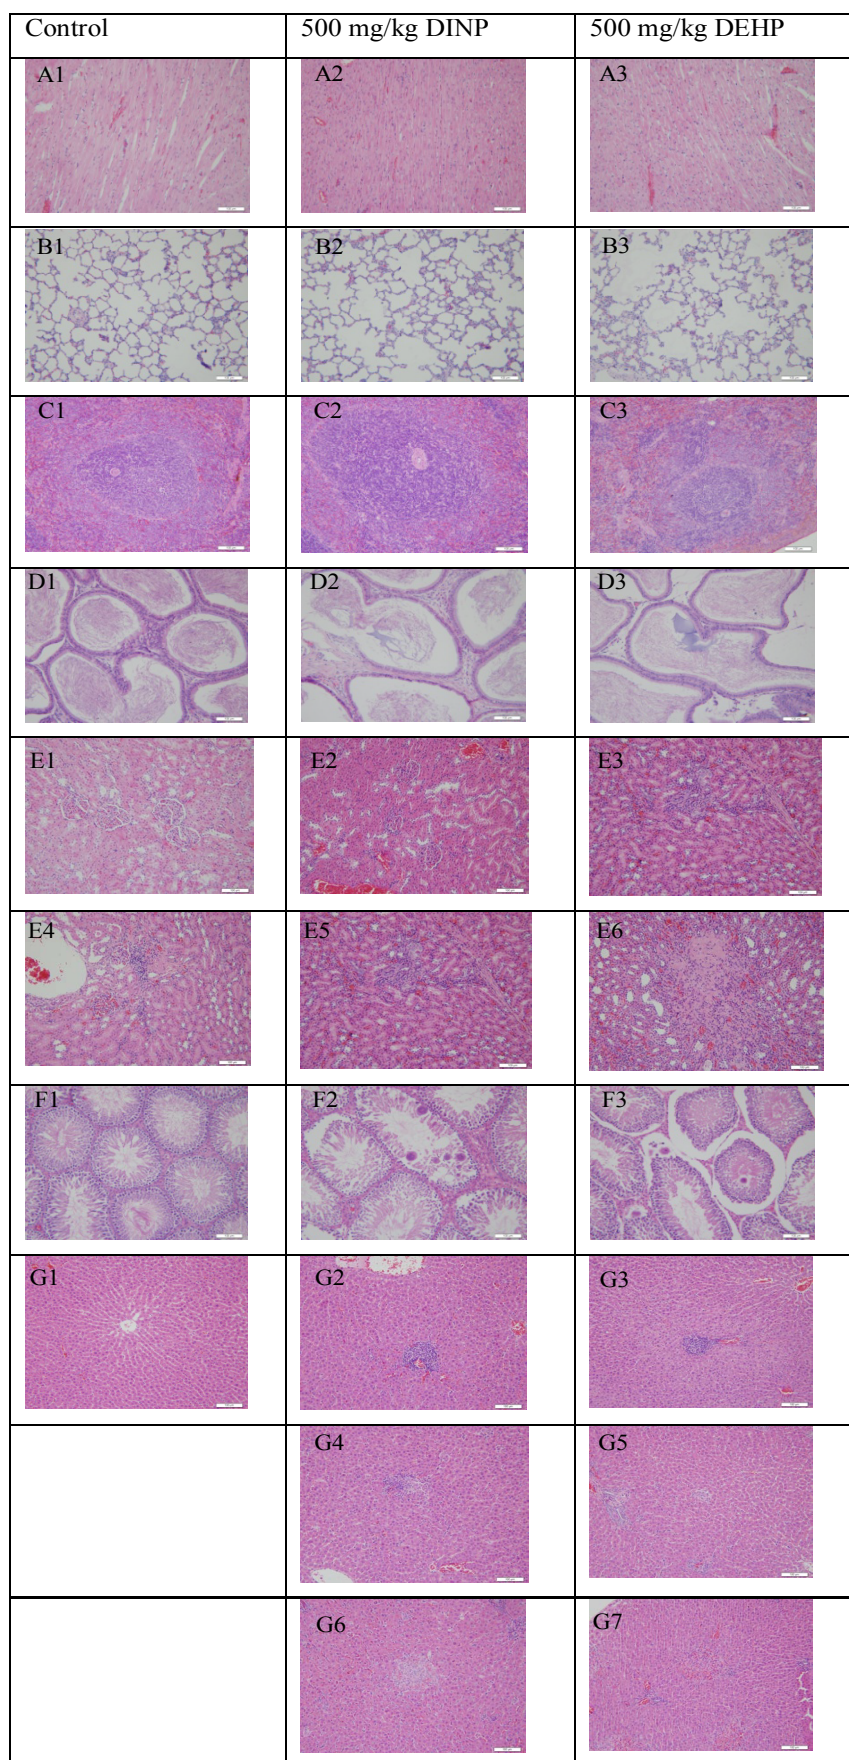 Control 500 mg/kg DINP 500 mg/kg DEHP
A1 A2 A3
B1 B2 B3
C1 C2 C3
D1 D2 D3
E1 E2 E3
E4 E5 E6
F1 F2 F3
G1 G2 G3
G4 G5
G6 G7